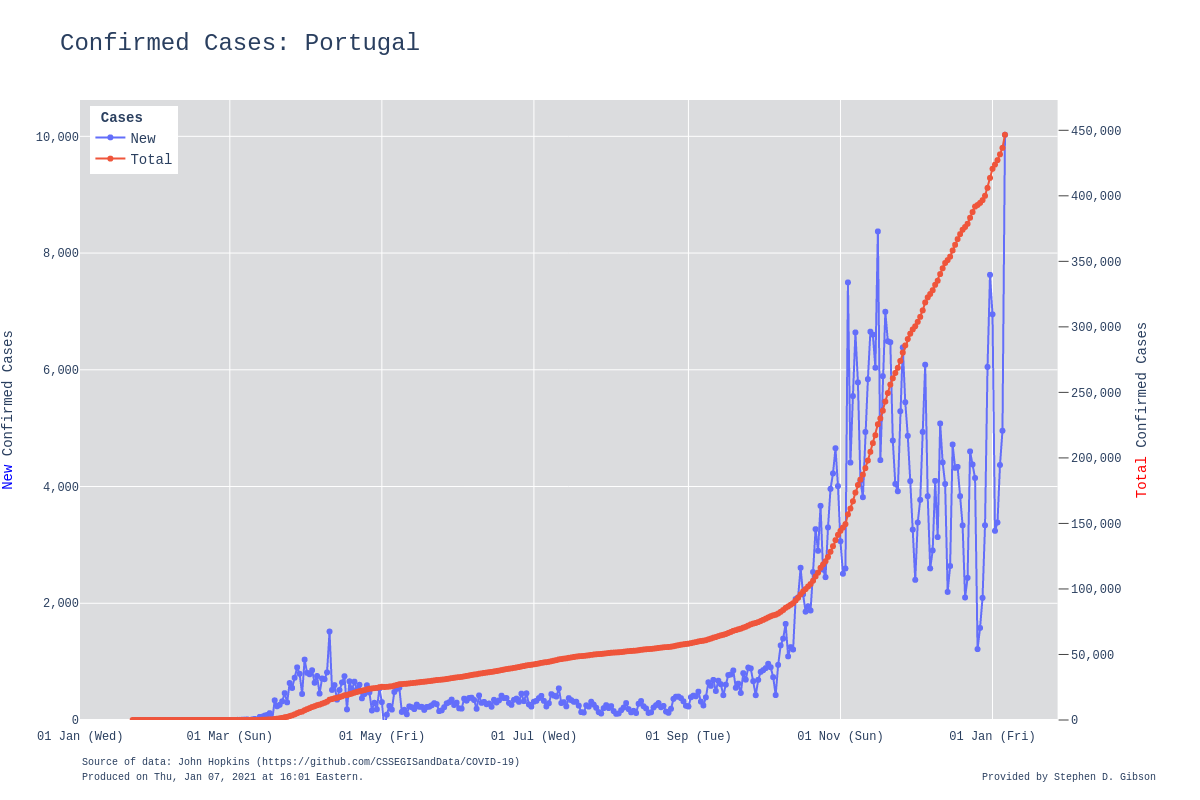 Confirmed Cases: Portugal
Cases
New
Total
10,000
8,000
6,000
4,000
2,000
0
New Confirmed Cases
450,000
400,000
350,000
300,000
250,000
200,000
150,000
100,000
50,000
0
Total Confirmed Cases
01 Jan (Wed)
01 Mar (Sun)
01 May (Fri)
01 Jul (Wed)
01 Sep (Tue)
01 Nov (Sun)
01 Jan (Fri)
Source of data: John Hopkins (https://github.com/CSSEGISandData/COVID-19)
Produced on Thu, Jan 07, 2021 at 16:01 Eastern.
Provided by Stephen D. Gibson